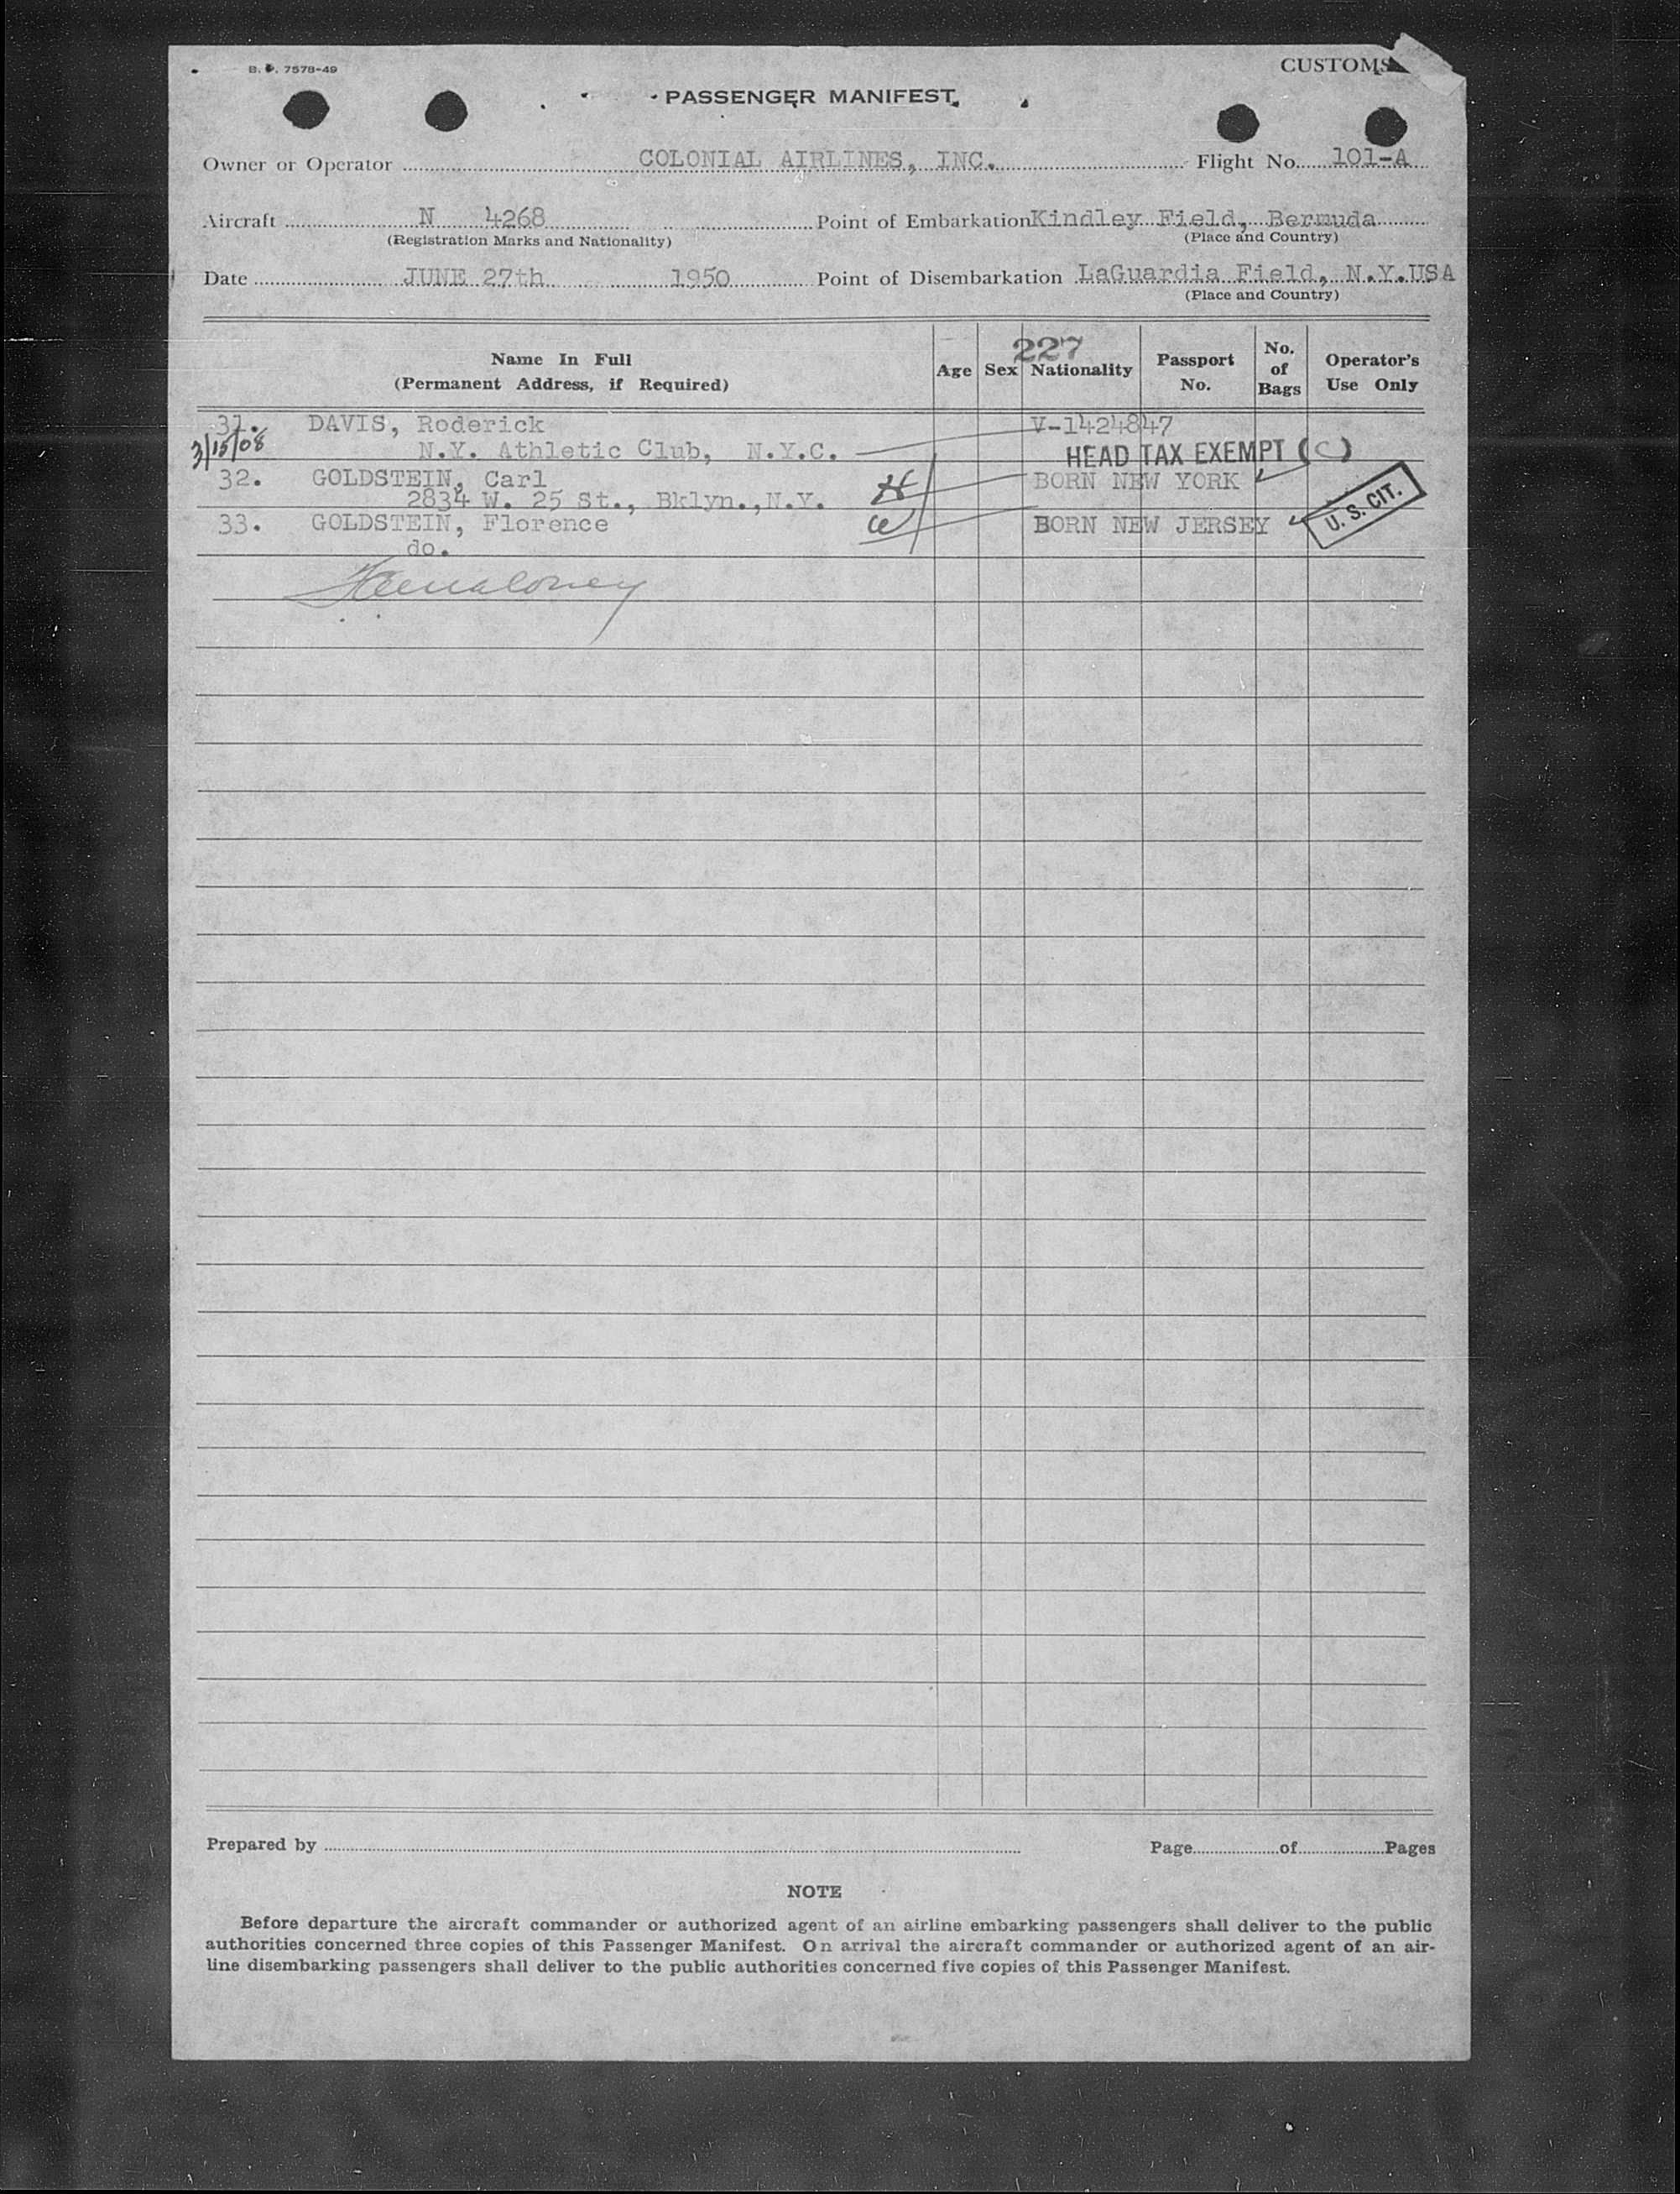 CUSTOMS
PASSENGER MANIFEST
Owner or Operator COLONIAL AIRLINES, INC. Flight No. 101-A
Aircraft N 4268 Point of Embarkation Kindley Field, Bermuda
(Registration Marks and Nationality) (Place and Country)
Date JUNE 27th 1950 Point of Disembarkation LaGuardia Field, N.Y.USA
(Place and Country)
227
Name In Full Age Sex Nationality Passport No. of Operator's
(Permanent Address, if Required) No. Bags Use Only
31. DAVIS, Roderick V-1424847
3/15/08 N.Y. Athletic Club, N.Y.C. HEAD TAX EXEMPT (C)
32. GOLDSTEIN, Carl H BORN NEW YORK
2834 W. 25 St., Bklyn.,N.Y. U. S. CIT.
33. GOLDSTEIN, Florence W BORN NEW JERSEY
do.
Prepared by Page of Pages
NOTE
Before departure the aircraft commander or authorized agent of an airline embarking passengers shall deliver to the public
authorities concerned three copies of this Passenger Manifest. On arrival the aircraft commander or authorized agent of an air-
line disembarking passengers shall deliver to the public authorities concerned five copies of this Passenger Manifest.